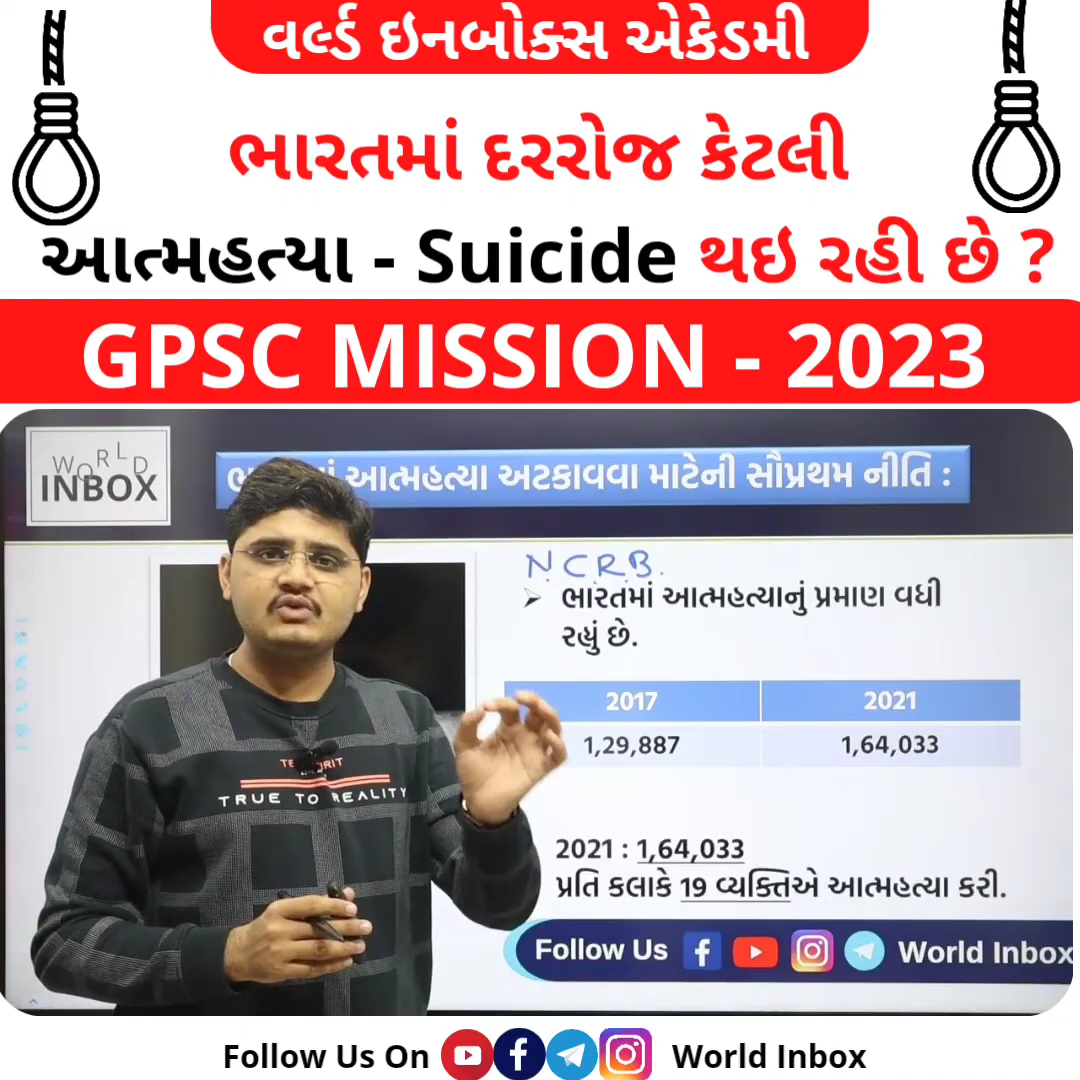 વર્લ્ડ ઇનબોક્સ એકેડમી
ભારતમાં દરરોજ કેટલી
આત્મહત્યા - Suicide થઇ રહી છે ?
GPSC MISSION - 2023
WORLD
INBOX
આત્મહત્યા અટકાવવા માટેની સૌપ્રથમ નીતિ :
N.C.R.B.
➢ ભારતમાં આત્મહત્યાનું પ્રમાણ વધી
રહ્યું છે.
2017 2021
1,29,887 1,64,033
2021 : 1,64,033
પ્રતિ કલાકે 19 વ્યક્તિએ આત્મહત્યા કરી.
TRUE TO REALITY
Follow Us World Inbox
Follow Us On World Inbox